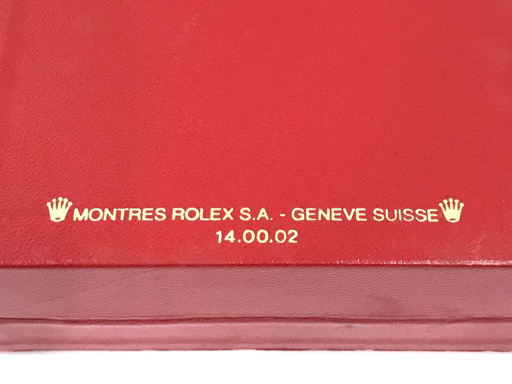 MONTRES ROLEX S.A. - GENEVE SUISSE
14.00.02